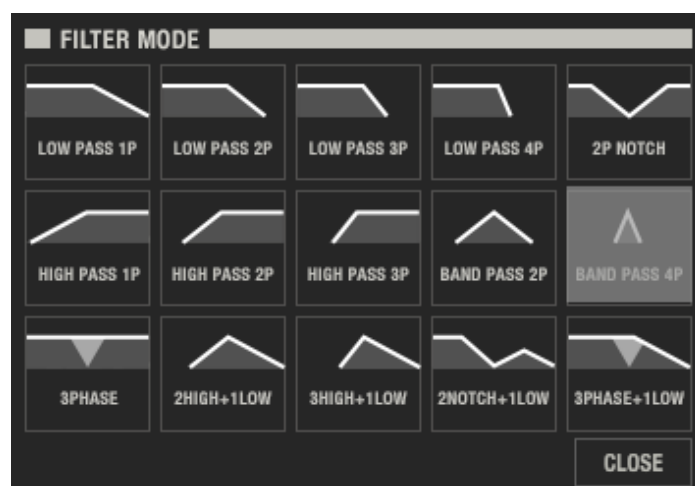 FILTER MODE
LOW PASS 1P
LOW PASS 2P
LOW PASS 3P
LOW PASS 4P
2P NOTCH
HIGH PASS 1P
HIGH PASS 2P
HIGH PASS 3P
BAND PASS 2P
BAND PASS 4P
3PHASE
2HIGH+1LOW
3HIGH+1LOW
2NOTCH+1LOW
3PHASE+1LOW
CLOSE